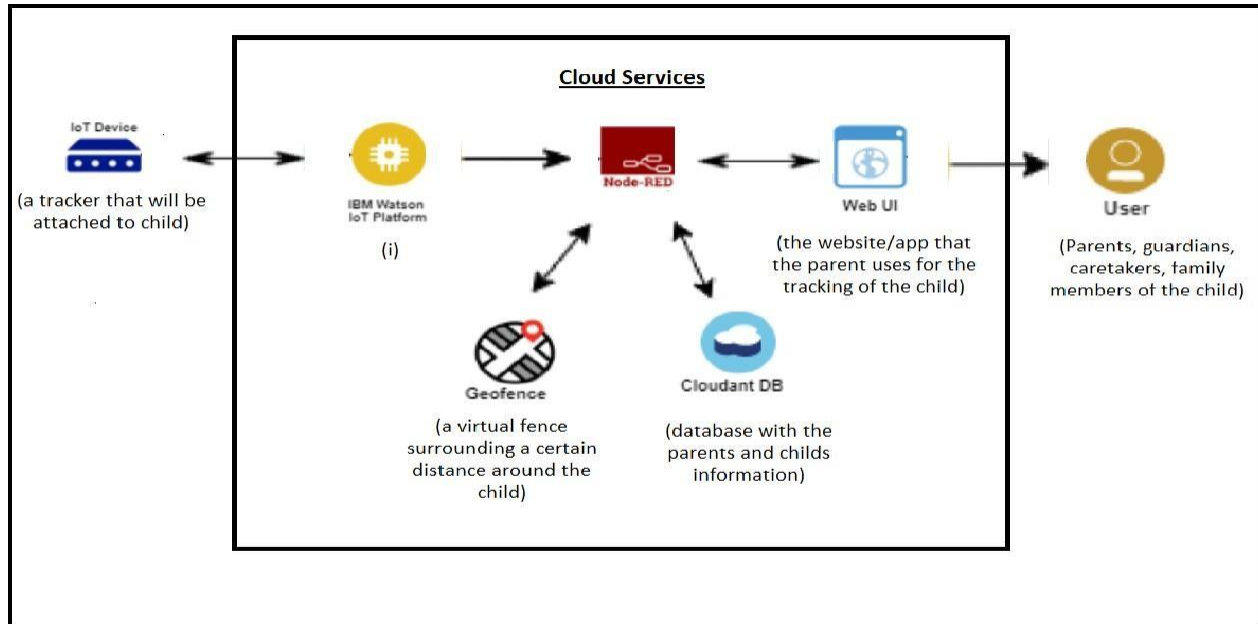 Cloud Services
IoT Device
(a tracker that will be
attached to child)
IBM Watson
IoT Platform
(i)
Node-RED
Web UI
(the website/app that
the parent uses for the
tracking of the child)
User
(Parents, guardians,
caretakers, family
members of the child)
Geofence
(a virtual fence
surrounding a certain
distance around the
child)
Cloudant DB
(database with the
parents and childs
information)